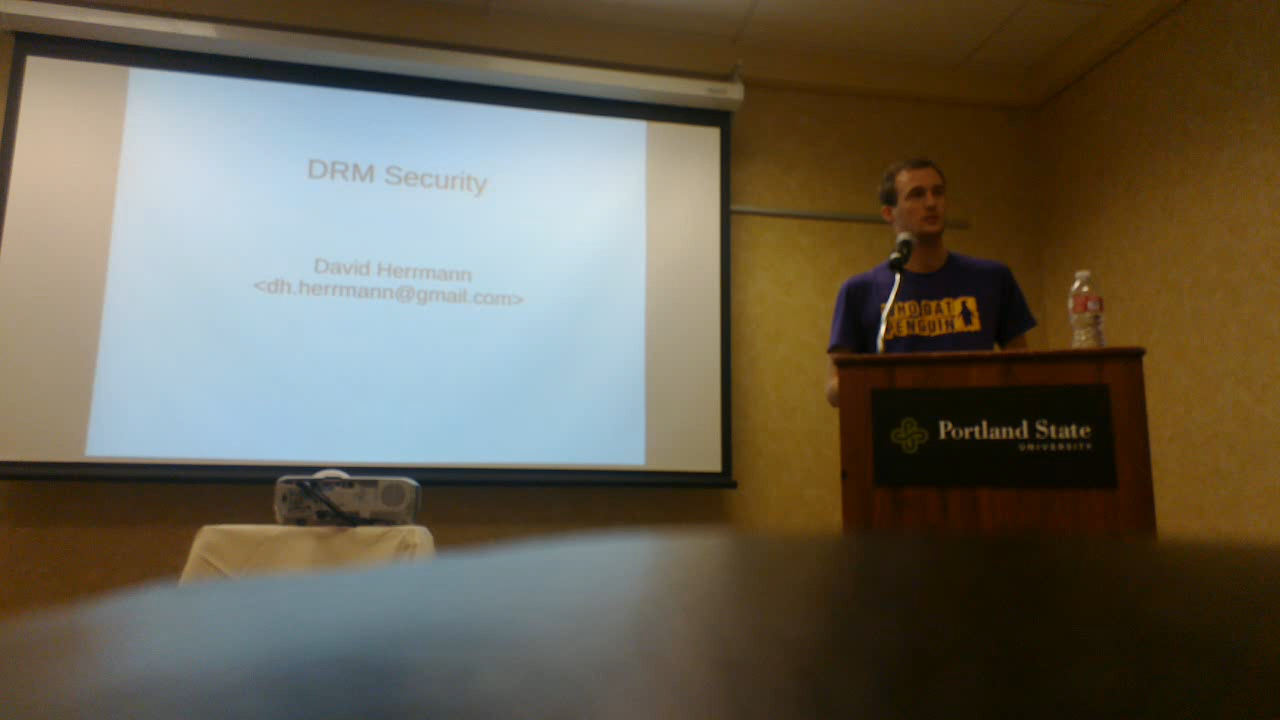 DRM Security
David Herrmann
<dh.herrmann@gmail.com>
WHO DAT
PENGUIN
Portland State
UNIVERSITY